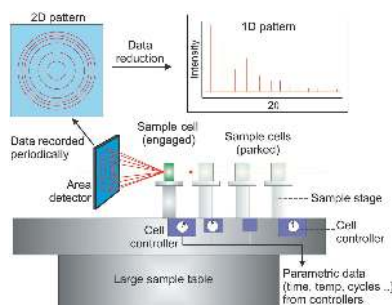 2D pattern
Data
reduction
1D pattern
Intensity
2θ
Data recorded
periodically
Sample cell
(engaged)
Sample cells
(parked)
Area
detector
Sample stage
Cell
controller
Cell
controller
Parametric data
(time, temp, cycles ..)
from controllers
Large sample table